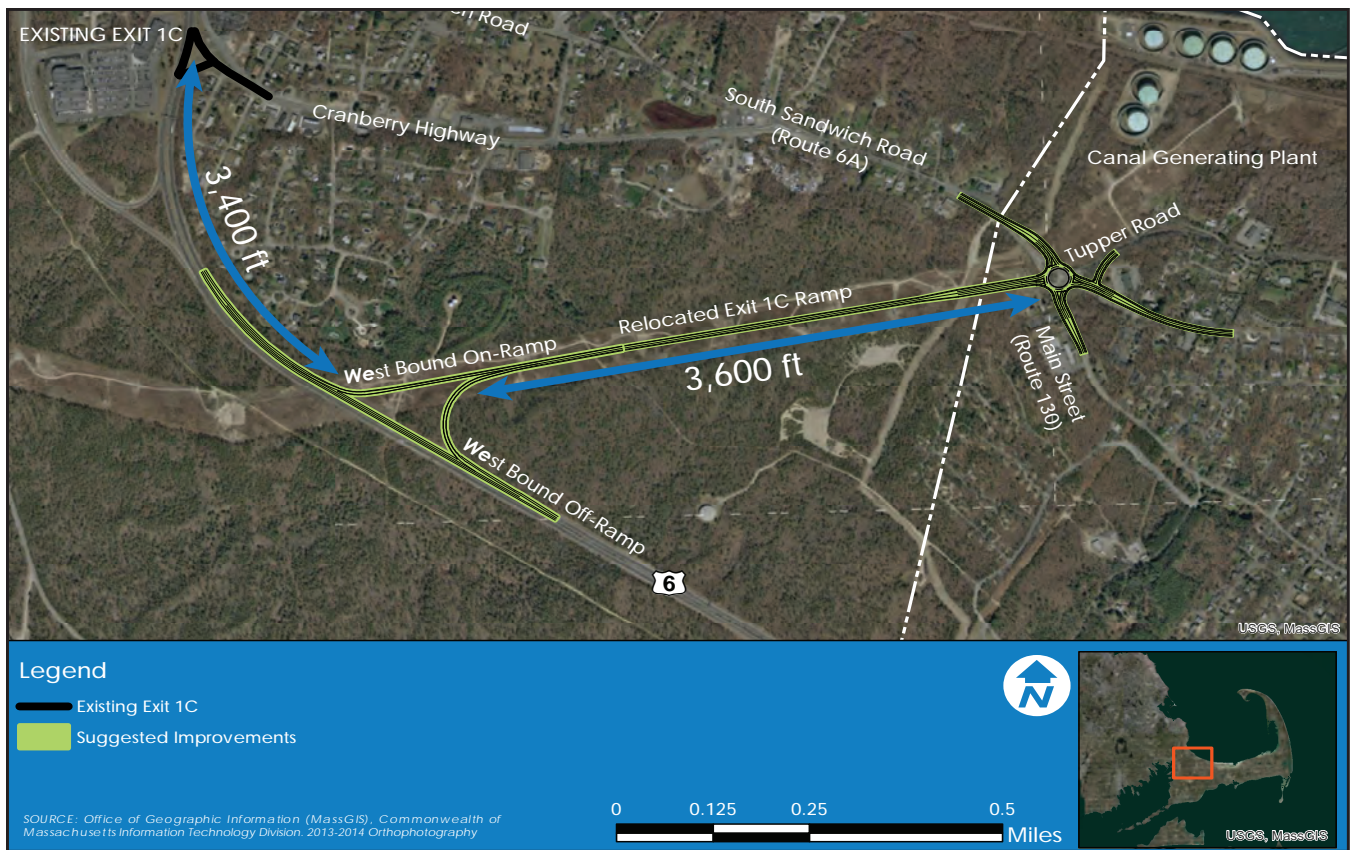 EXISTING EXIT 1C
Road
Cranberry Highway
South Sandwich Road
(Route 6A)
Canal Generating Plant
Tupper Road
3,400 ft
Relocated Exit 1C Ramp
West Bound On-Ramp
3,600 ft
Main Street
(Route 130)
West Bound Off-Ramp
6
USGS, MassGIS
Legend
Existing Exit 1C
Suggested Improvements
N
SOURCE: Office of Geographic Information (MassGIS), Commonwealth of
Massachusetts Information Technology Division. 2013-2014 Orthophotography
0 0.125 0.25 0.5
Miles
USGS, MassGIS